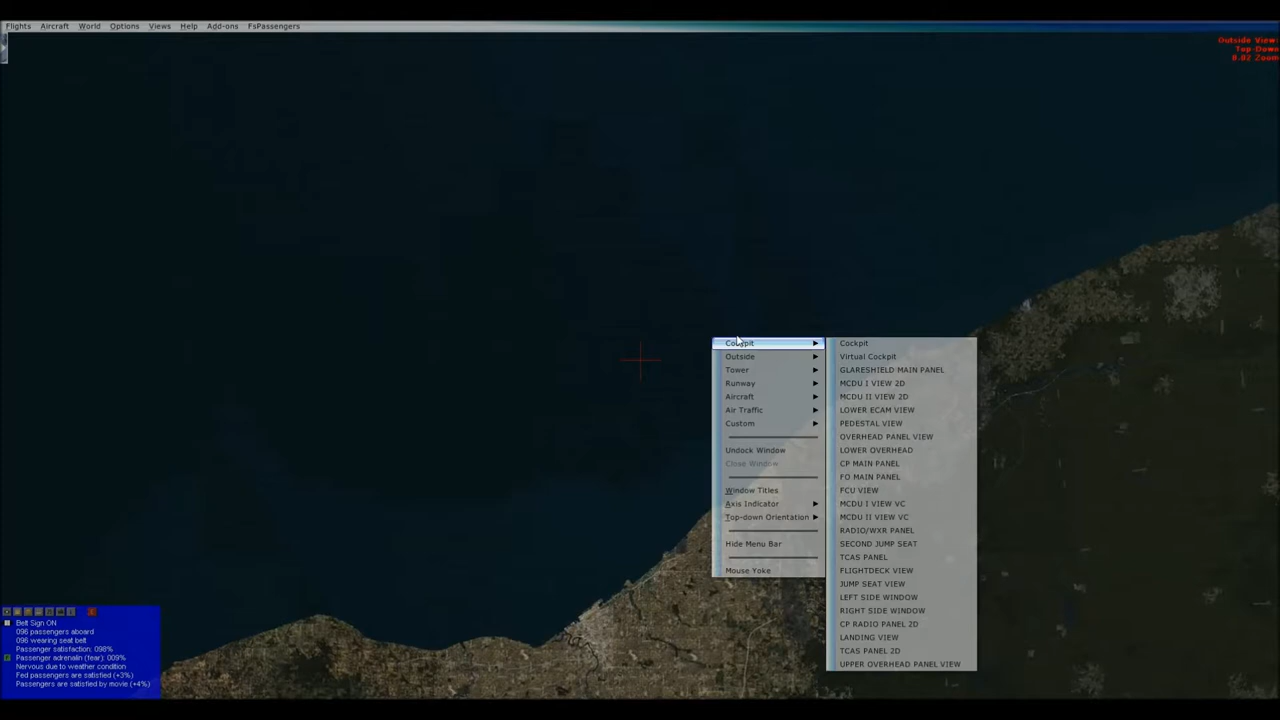 Flights Aircraft World Options Views Help Add-ons FsPassengers
Outside View:
Top-Down
0.02 Zoom
Cockpit
Outside
Tower
Runway
Aircraft
Air Traffic
Custom
Undock Window
Close Window
Window Titles
Axis Indicator
Top-down Orientation
Hide Menu Bar
Mouse Yoke
Cockpit
Virtual Cockpit
GLARESHIELD MAIN PANEL
MCDU I VIEW 2D
MCDU II VIEW 2D
LOWER ECAM VIEW
PEDESTAL VIEW
OVERHEAD PANEL VIEW
LOWER OVERHEAD
CP MAIN PANEL
FO MAIN PANEL
FCU VIEW
MCDU I VIEW VC
MCDU II VIEW VC
RADIO/WXR PANEL
SECOND JUMP SEAT
TCAS PANEL
FLIGHTDECK VIEW
JUMP SEAT VIEW
LEFT SIDE WINDOW
RIGHT SIDE WINDOW
CP RADIO PANEL 2D
LANDING VIEW
TCAS PANEL 2D
UPPER OVERHEAD PANEL VIEW
Belt Sign ON
096 passengers aboard
096 wearing seat belt
Passenger satisfaction: 098%
Passenger adrenalin (fear): 009%
Nervous due to weather condition
Fed passengers are satisfied (+3%)
Passengers are satisfied by movie (+4%)